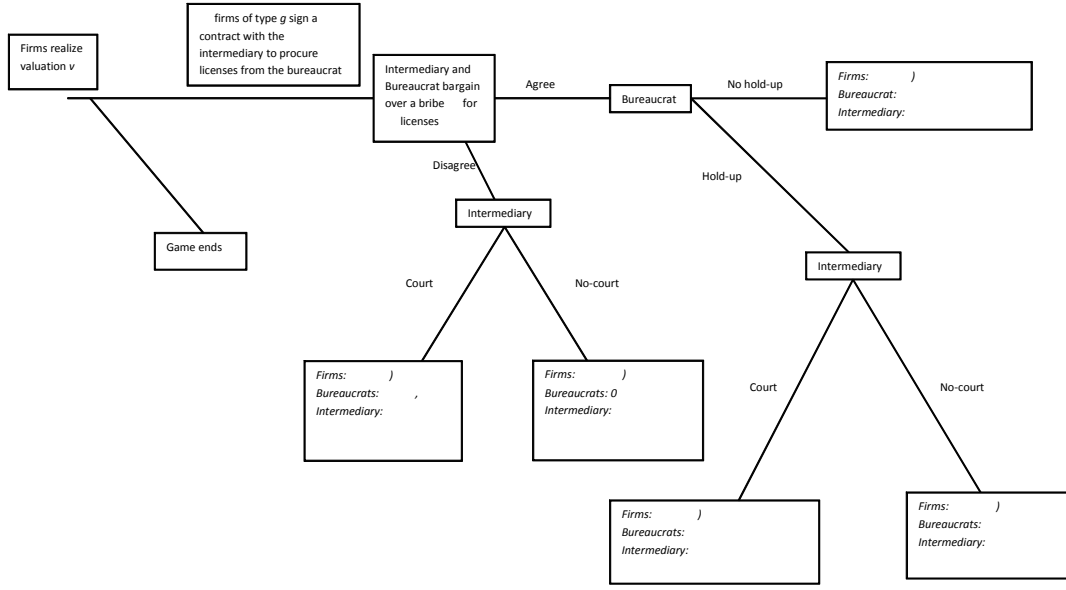 firms of type g sign a
contract with the
intermediary to procure
licenses from the bureaucrat
Firms realize
valuation v
Intermediary and
Bureaucrat bargain
over a bribe for
licenses
Agree
Bureaucrat
No hold-up
Firms: )
Bureaucrat:
Intermediary:
Disagree
Hold-up
Intermediary
Game ends
Intermediary
Court
No-court
Firms: )
Bureaucrats: ,
Intermediary:
Firms: )
Bureaucrats: 0
Intermediary:
Court
No-court
Firms: )
Bureaucrats:
Intermediary:
Firms: )
Bureaucrats:
Intermediary: